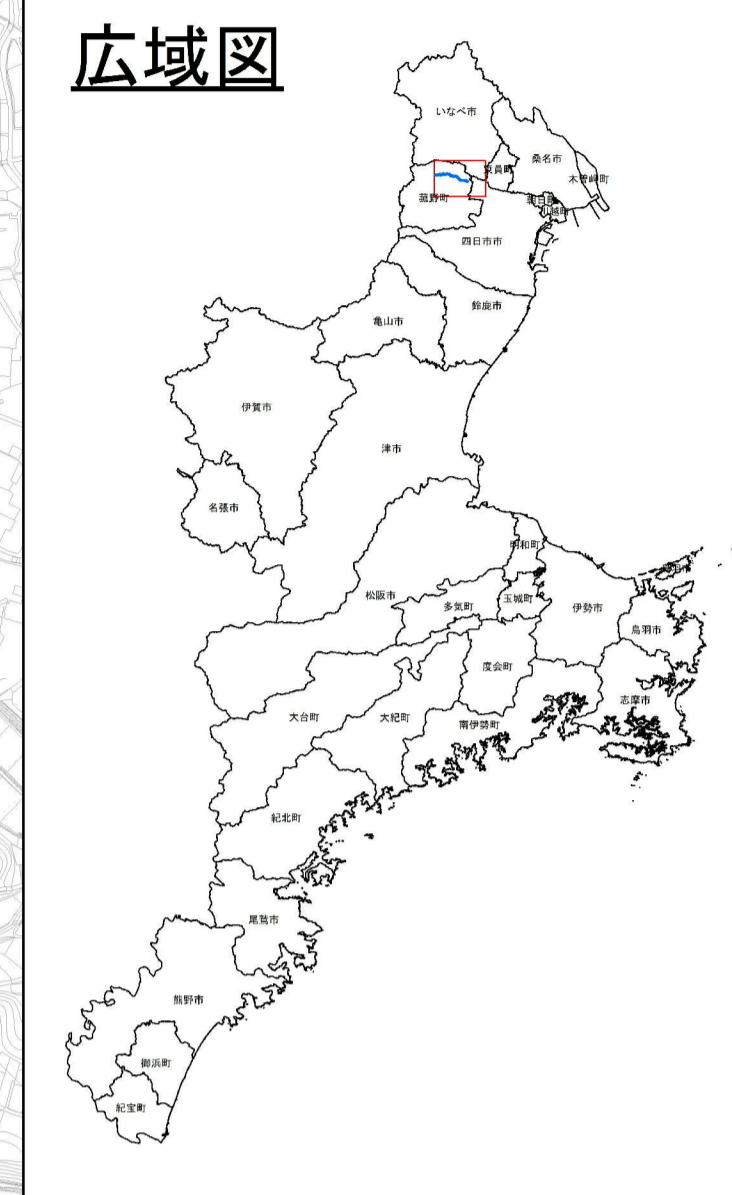 広域図
いなべ市
桑名市
東員町
木曽岬町
菰野町
朝日町
川越町
四日市市
鈴鹿市
亀山市
伊賀市
津市
名張市
明和町
松阪市
多気町
玉城町
伊勢市
鳥羽市
度会町
志摩市
大台町
大紀町
南伊勢町
紀北町
尾鷲市
熊野市
御浜町
紀宝町